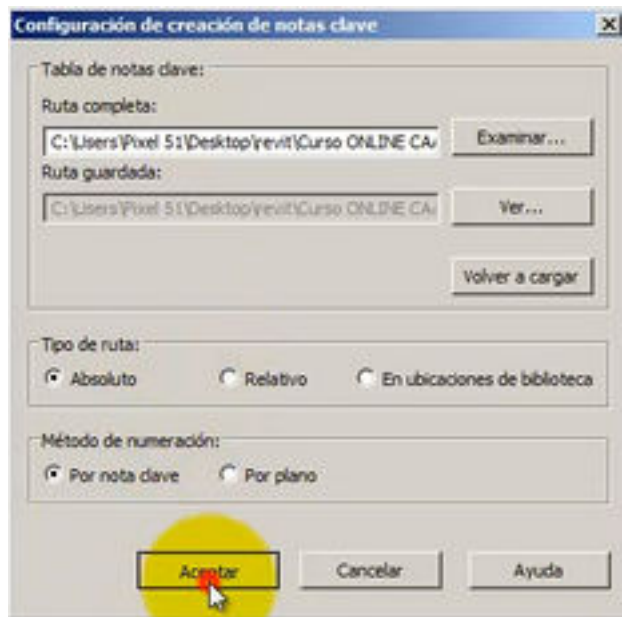 Configuración de creación de notas clave
Tabla de notas clave:
Ruta completa:
C:\Users\Pixel 51\Desktop\revit\Curso ONLINE CA
Examinar...
Ruta guardada:
C:\Users\Pixel 51\Desktop\revit\Curso ONLINE CA
Ver...
Volver a cargar
Tipo de ruta:
Absoluto Relativo En ubicaciones de biblioteca
Método de numeración:
Por nota clave Por plano
Aceptar Cancelar Ayuda